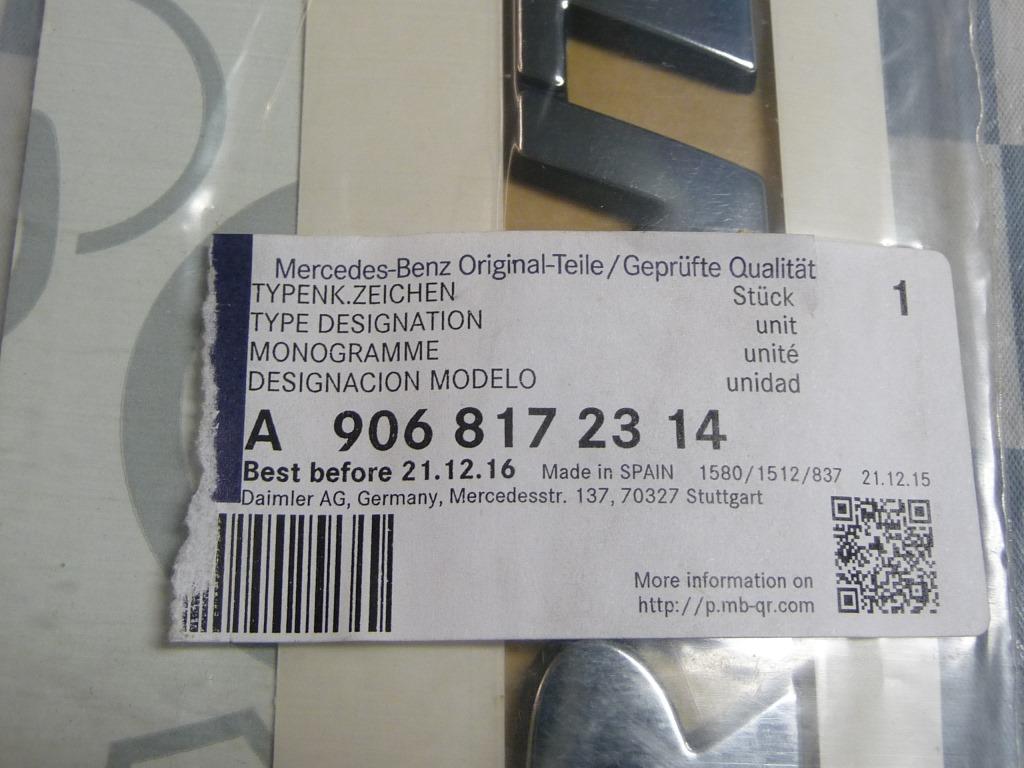 Mercedes-Benz Original-Teile/Geprüfte Qualität
TYPENK.ZEICHEN Stück 1
TYPE DESIGNATION unit
MONOGRAMME unité
DESIGNACION MODELO unidad
A 906 817 23 14
Best before 21.12.16 Made in SPAIN 1580/1512/837 21.12.15
Daimler AG, Germany, Mercedesstr. 137, 70327 Stuttgart
More information on
http://p.mb-qr.com